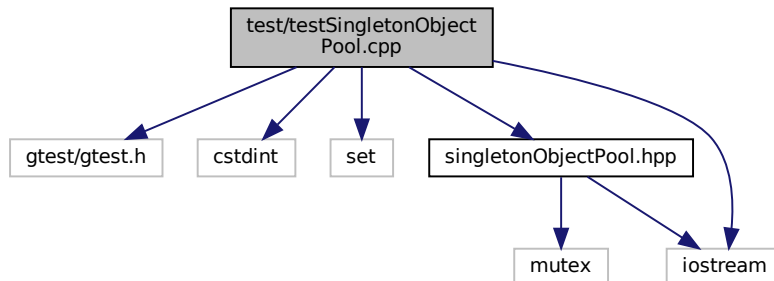 test/testSingletonObject
Pool.cpp
gtest/gtest.h
cstdint
set
singletonObjectPool.hpp
mutex
iostream